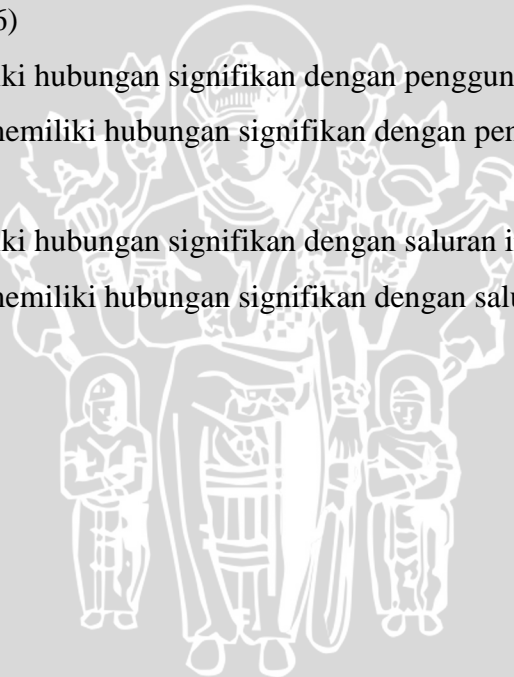 6)
ki hubungan signifikan dengan penggun
memiliki hubungan signifikan dengan pen
ki hubungan signifikan dengan saluran i
memiliki hubungan signifikan dengan salu